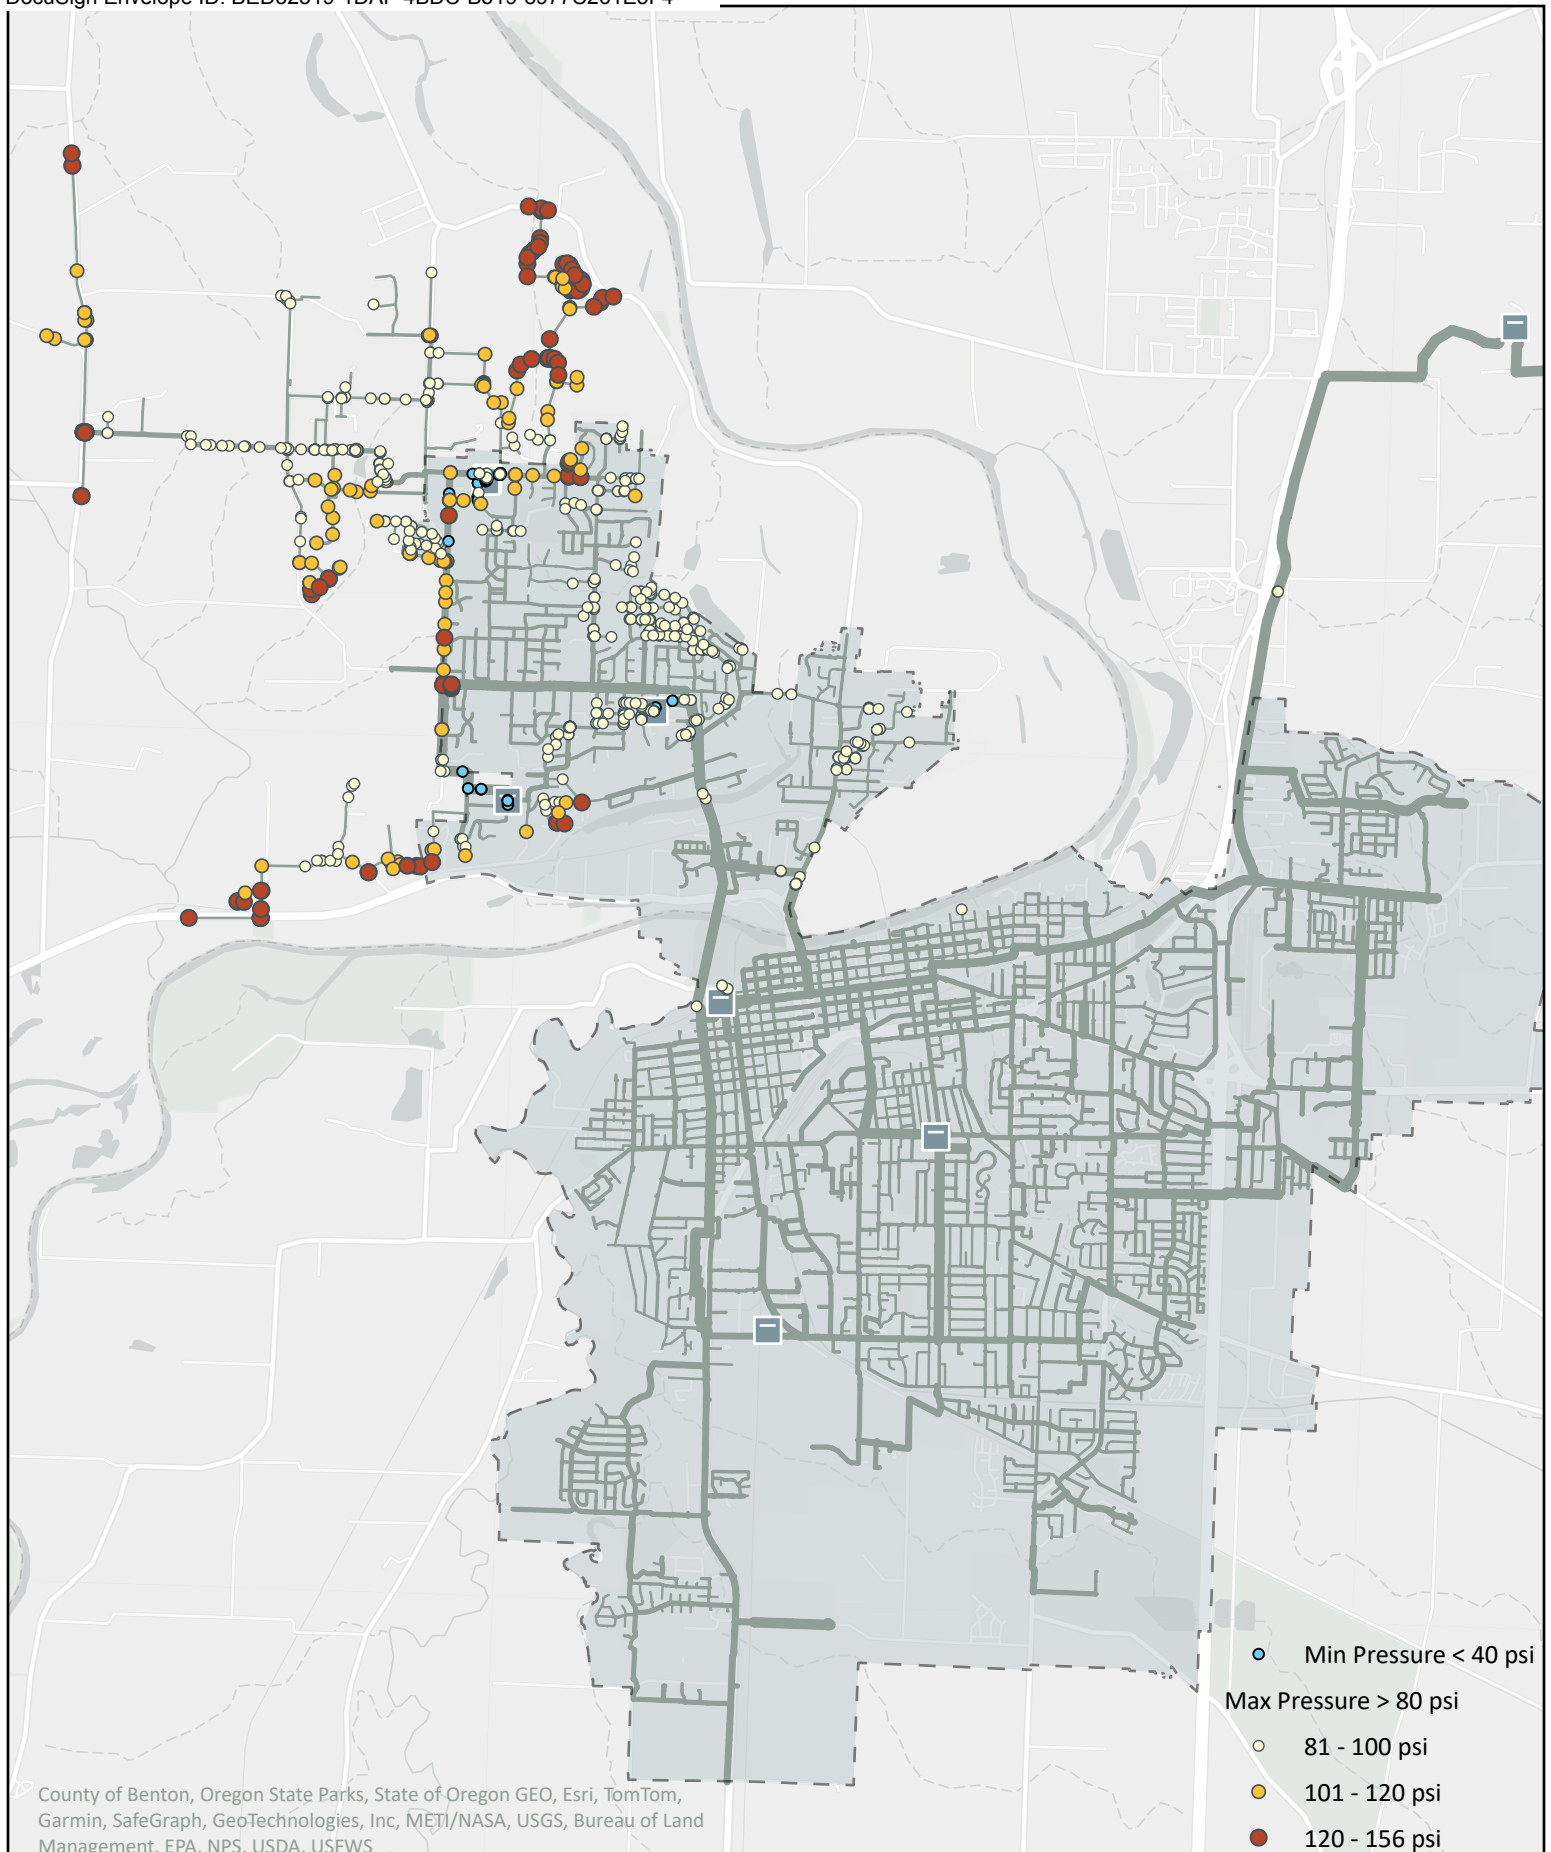 Min Pressure < 40 psi
Max Pressure > 80 psi
81 - 100 psi
101 - 120 psi
120 - 156 psi
County of Benton, Oregon State Parks, State of Oregon GEO, Esri, TomTom,
Garmin, SafeGraph, GeoTechnologies, Inc, METI/NASA, USGS, Bureau of Land
Management, EPA, NPS, USDA, USFWS